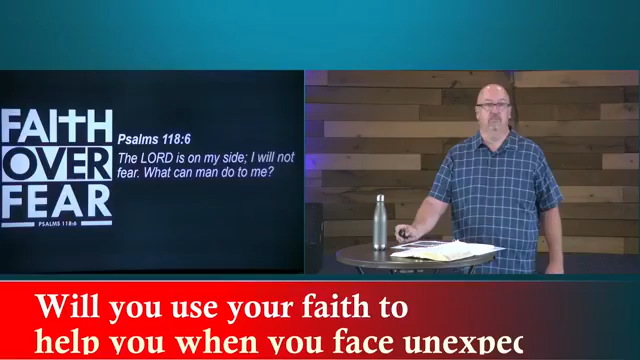 FAITH
OVER
FEAR
PSALMS 118:6
Psalms 118:6
The LORD is on my side; I will not
fear. What can man do to me?
Will you use your faith to
help you when you face unexpec